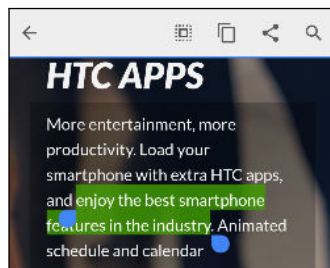 HTC APPS
More entertainment, more
productivity. Load your
smartphone with extra HTC apps,
and enjoy the best smartphone
features in the industry. Animated
schedule and calendar